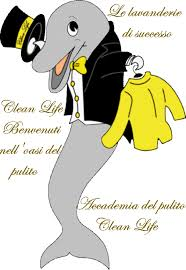 Le lavanderie
di successo
Clean Life
Benvenuti
nell'oasi del
pulito
Accademia del pulito
Clean Life